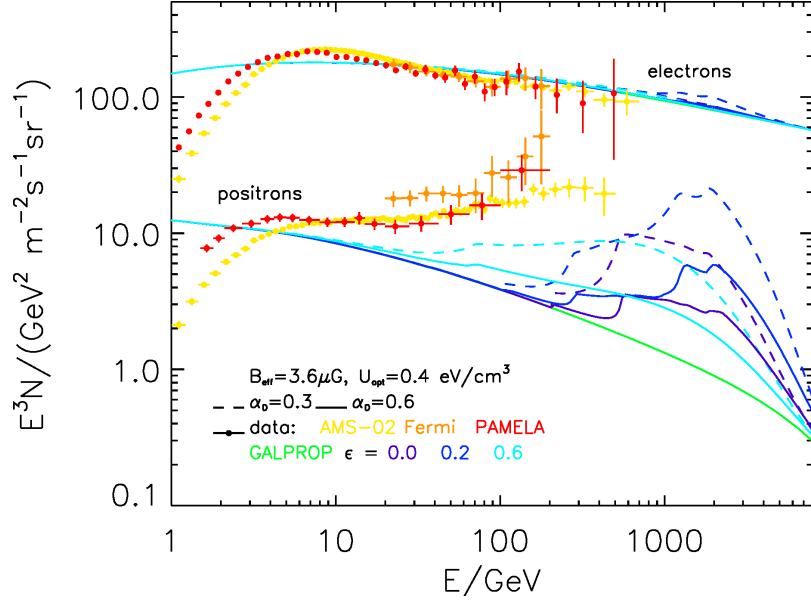 electrons
positrons
E³N/(GeV² m⁻²s⁻¹sr⁻¹)
100.0
10.0
1.0
0.1
B_eff=3.6μG, U_opt=0.4 eV/cm³
α_D=0.3 α_D=0.6
data: AMS-02 Fermi PAMELA
GALPROP ϵ = 0.0 0.2 0.6
1 10 100 1000
E/GeV